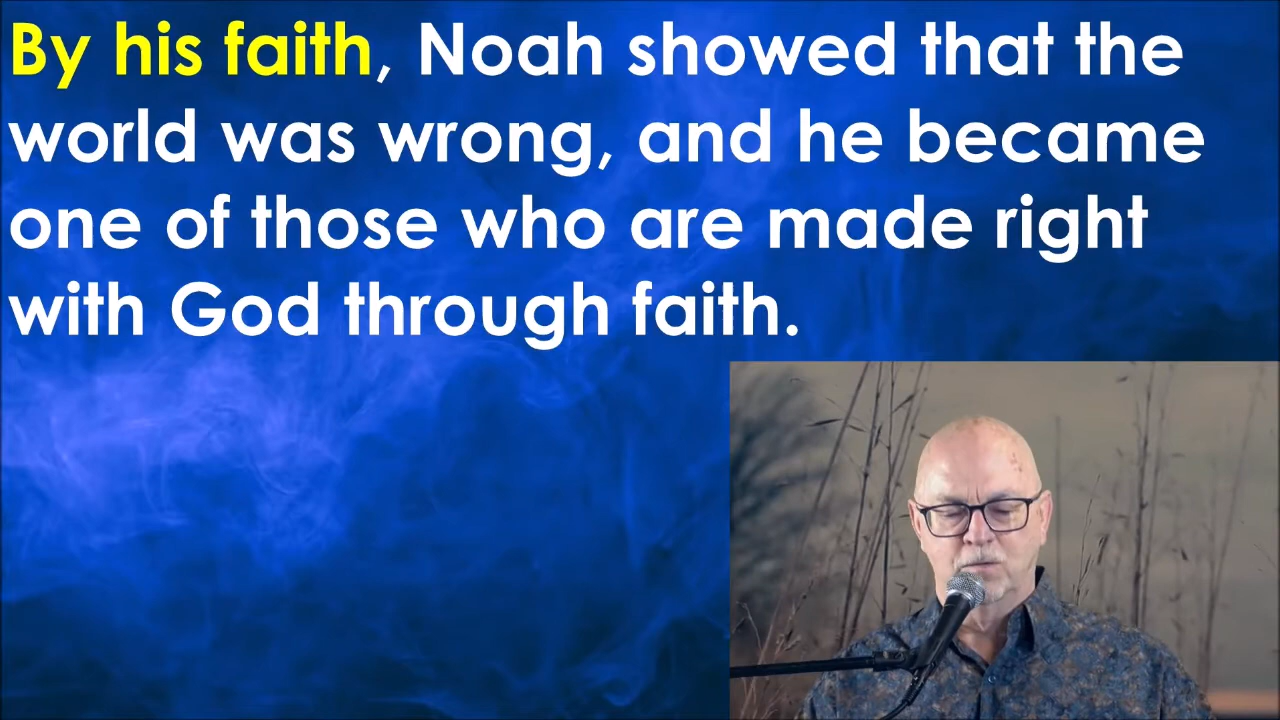 By his faith, Noah showed that the
world was wrong, and he became
one of those who are made right
with God through faith.